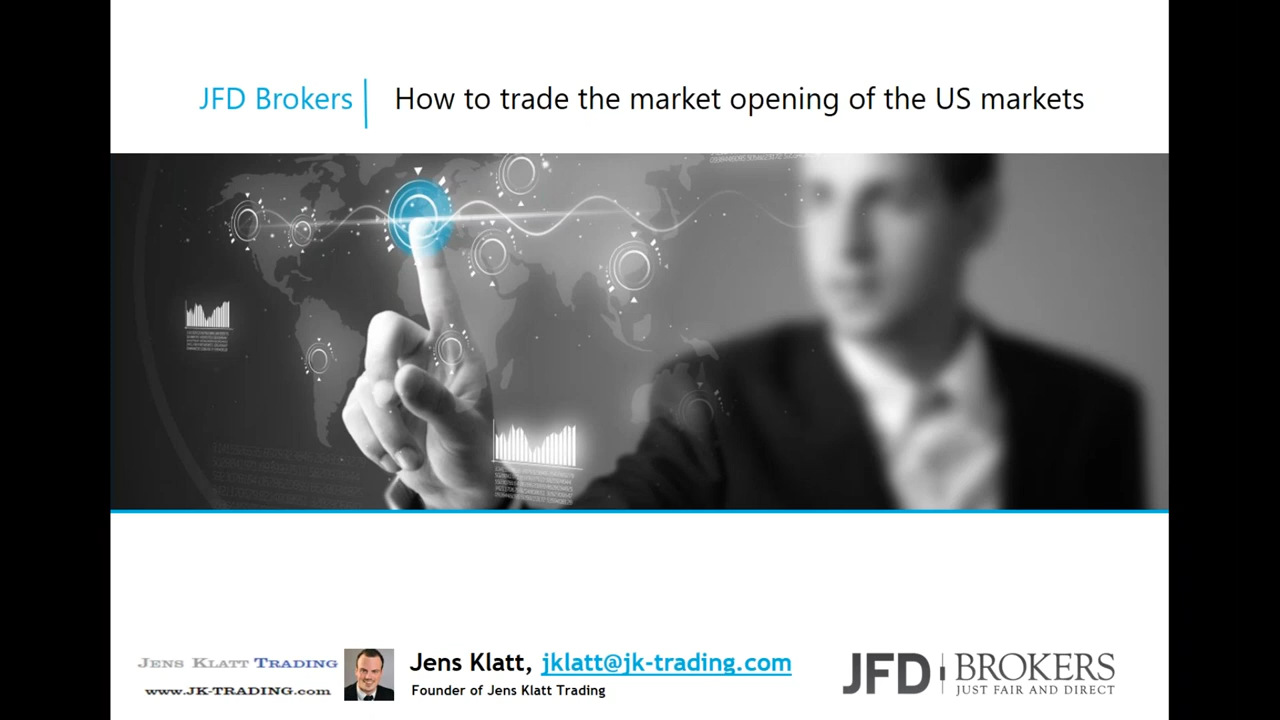 JFD Brokers
How to trade the market opening of the US markets
JENS KLATT TRADING
www.JK-TRADING.com
Jens Klatt, jklatt@jk-trading.com
Founder of Jens Klatt Trading
JFD BROKERS
JUST FAIR AND DIRECT